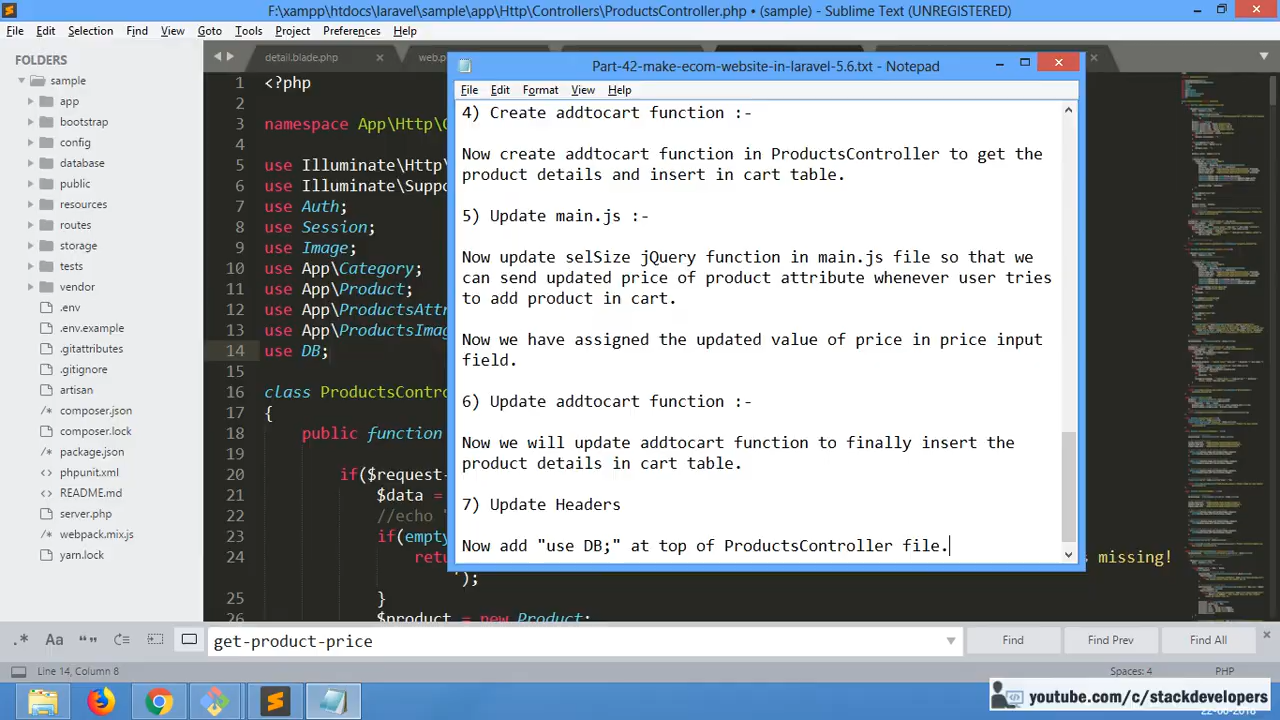 F:\xampp\htdocs\laravel\sample\app\Http\Controllers\ProductsController.php • (sample) - Sublime Text (UNREGISTERED)
File Edit Selection Find View Goto Tools Project Preferences Help
FOLDERS
sample
app
bootstrap
config
database
public
resources
routes
storage
tests
vendor
.env
.env.example
.gitattributes
.gitignore
artisan
/* composer.json
composer.lock
/* package.json
phpunit.xml
README.md
server.php
/* webpack.mix.js
yarn.lock
detail.blade.php
web.p
1 <?php
2
3 namespace App\Http\C
4
5 use Illuminate\Http\
6 use Illuminate\Suppo
7 use Auth;
8 use Session;
9 use Image;
10 use App\Category;
11 use App\Product;
12 use App\ProductsAttr
13 use App\ProductsImag
14 use DB;
15
16 class ProductsContro
17 {
18 public function
19
20 if($request-
21 $data =
22 //echo
23 if(empty
24 retu s missing!
');
25 }
26 $product = new Product;
Part-42-make-ecom-website-in-laravel-5.6.txt - Notepad
File Edit Format View Help
4) Create addtocart function :-
Now create addtocart function in ProductsController to get the
product details and insert in cart table.
5) Update main.js :-
Now update selSize jQuery function in main.js file so that we
can send updated price of product attribute whenever user tries
to add product in cart.
Now we have assigned the updated value of price in price input
field.
6) Update addtocart function :-
Now we will update addtocart function to finally insert the
product details in cart table.
7) Update Headers
Now add "use DB;" at top of ProductsController file
get-product-price
Find
Find Prev
Find All
Line 14, Column 8
Spaces: 4
PHP
youtube.com/c/stackdevelopers